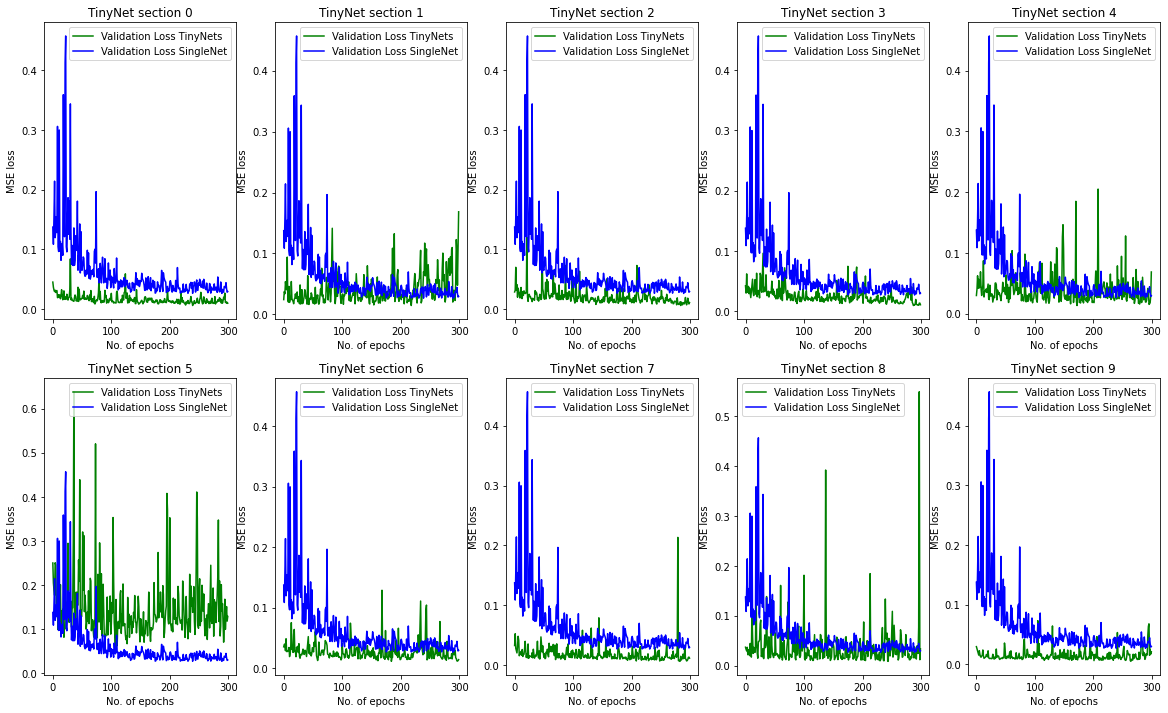 TinyNet section 0
Validation Loss TinyNets
Validation Loss SingleNet
MSE loss
0.4
0.3
0.2
0.1
0.0
0 100 200 300
No. of epochs
TinyNet section 1
Validation Loss TinyNets
Validation Loss SingleNet
MSE loss
0.4
0.3
0.2
0.1
0.0
0 100 200 300
No. of epochs
TinyNet section 2
Validation Loss TinyNets
Validation Loss SingleNet
MSE loss
0.4
0.3
0.2
0.1
0.0
0 100 200 300
No. of epochs
TinyNet section 3
Validation Loss TinyNets
Validation Loss SingleNet
MSE loss
0.4
0.3
0.2
0.1
0.0
0 100 200 300
No. of epochs
TinyNet section 4
Validation Loss TinyNets
Validation Loss SingleNet
MSE loss
0.4
0.3
0.2
0.1
0.0
0 100 200 300
No. of epochs
TinyNet section 5
Validation Loss TinyNets
Validation Loss SingleNet
MSE loss
0.6
0.5
0.4
0.3
0.2
0.1
0.0
0 100 200 300
No. of epochs
TinyNet section 6
Validation Loss TinyNets
Validation Loss SingleNet
MSE loss
0.4
0.3
0.2
0.1
0.0
0 100 200 300
No. of epochs
TinyNet section 7
Validation Loss TinyNets
Validation Loss SingleNet
MSE loss
0.4
0.3
0.2
0.1
0.0
0 100 200 300
No. of epochs
TinyNet section 8
Validation Loss TinyNets
Validation Loss SingleNet
MSE loss
0.5
0.4
0.3
0.2
0.1
0.0
0 100 200 300
No. of epochs
TinyNet section 9
Validation Loss TinyNets
Validation Loss SingleNet
MSE loss
0.4
0.3
0.2
0.1
0.0
0 100 200 300
No. of epochs